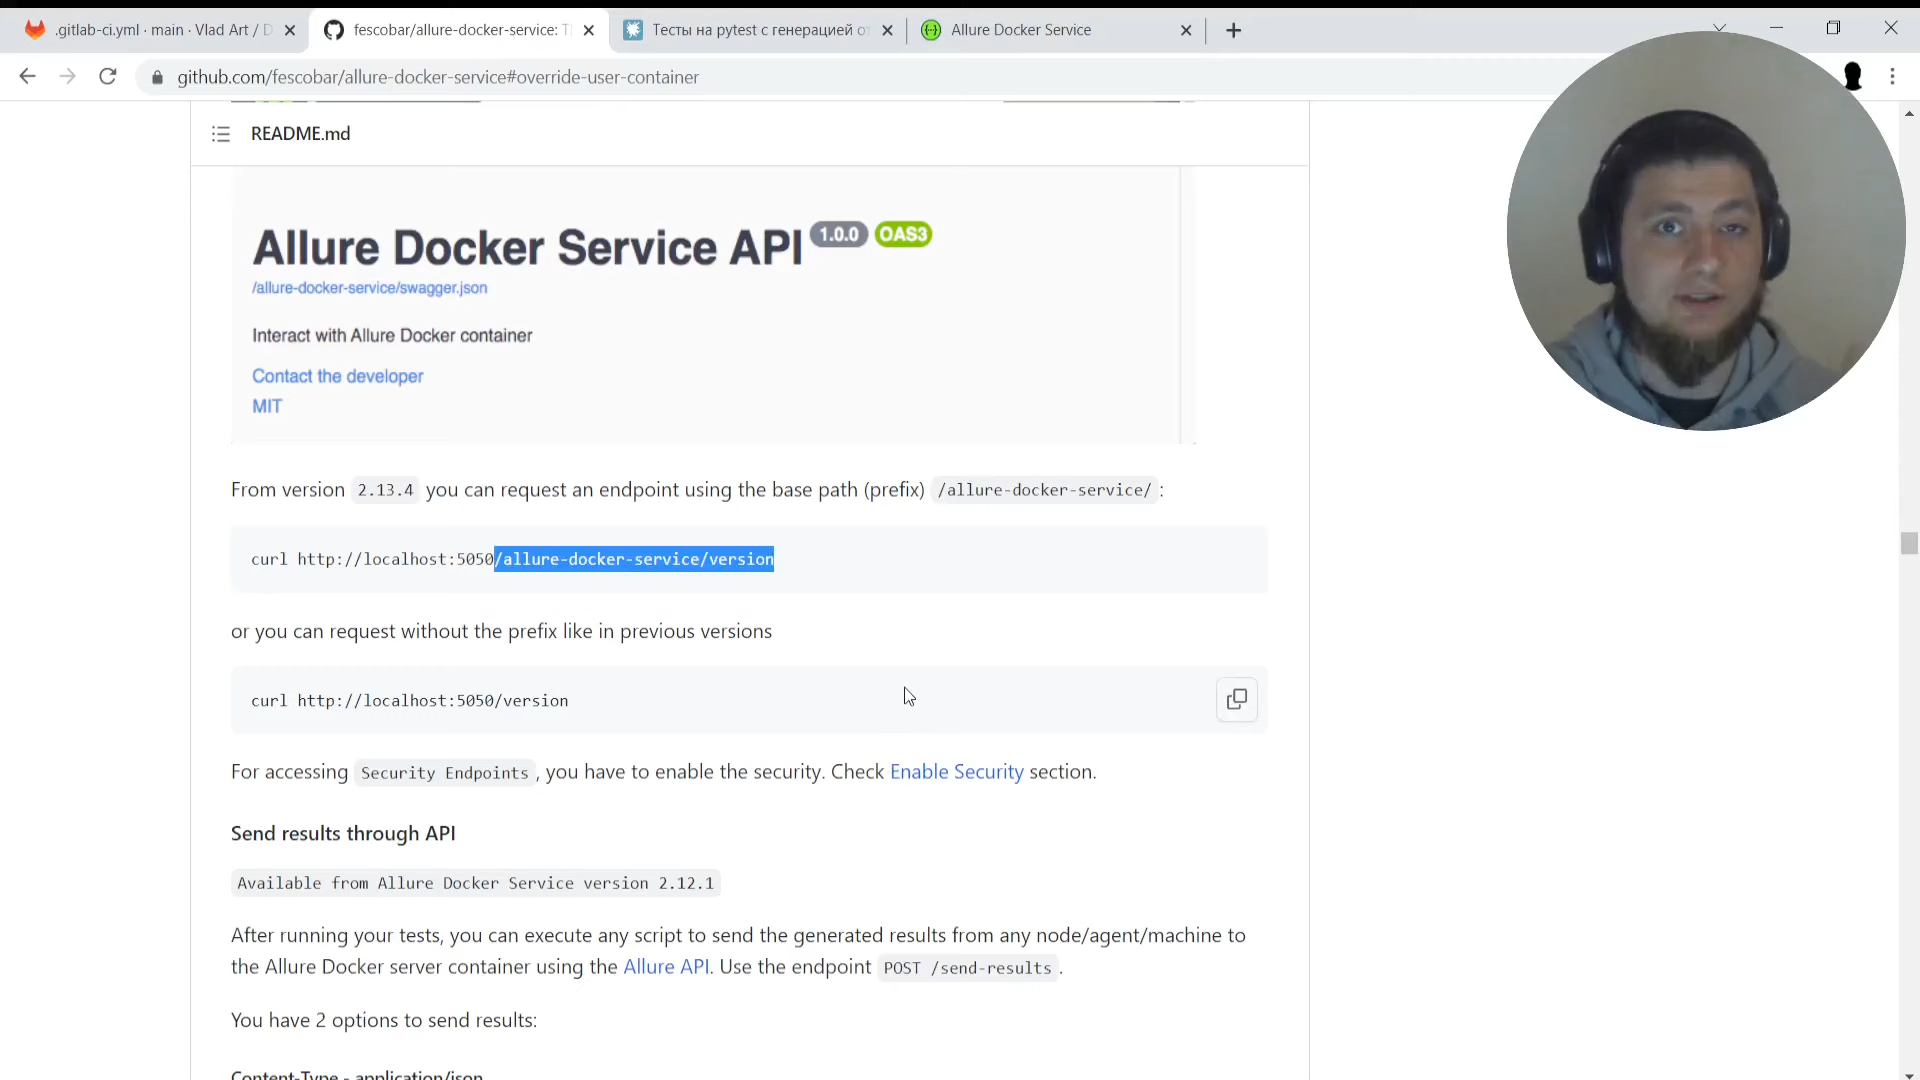 .gitlab-ci.yml · main · Vlad Art / D
fescobar/allure-docker-service: T
Тесты на pytest с генерацией от
Allure Docker Service
github.com/fescobar/allure-docker-service#override-user-container
README.md
Allure Docker Service API 1.0.0 OAS3
/allure-docker-service/swagger.json
Interact with Allure Docker container
Contact the developer
MIT
From version 2.13.4 you can request an endpoint using the base path (prefix) /allure-docker-service/ :
curl http://localhost:5050/allure-docker-service/version
or you can request without the prefix like in previous versions
curl http://localhost:5050/version
For accessing Security Endpoints , you have to enable the security. Check Enable Security section.
Send results through API
Available from Allure Docker Service version 2.12.1
After running your tests, you can execute any script to send the generated results from any node/agent/machine to
the Allure Docker server container using the Allure API. Use the endpoint POST /send-results .
You have 2 options to send results:
Content-Type - application/json